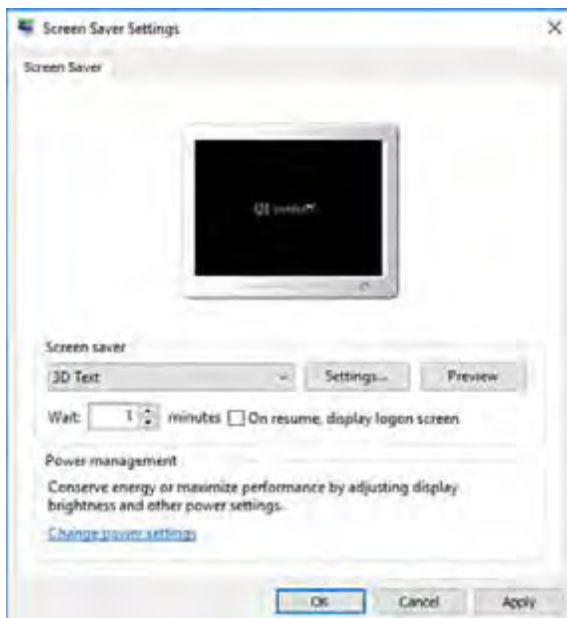 Screen Saver Settings
Screen Saver
Screen saver
3D Text
Settings...
Preview
Wait: 1 minutes On resume, display logon screen
Power management
Conserve energy or maximize performance by adjusting display
brightness and other power settings.
Change power settings
OK Cancel Apply